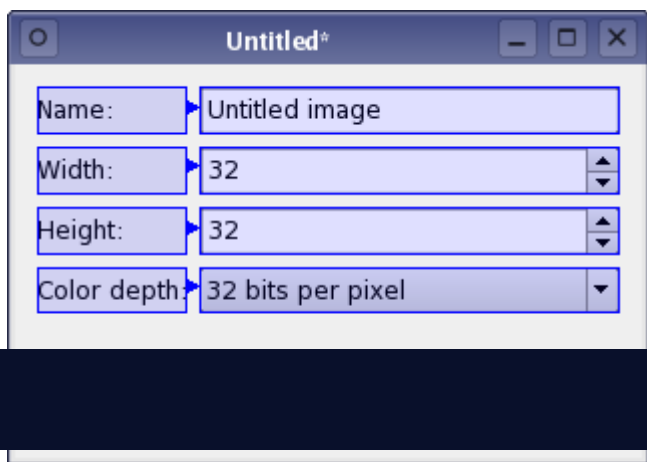 Untitled*
Name: Untitled image
Width: 32
Height: 32
Color depth: 32 bits per pixel